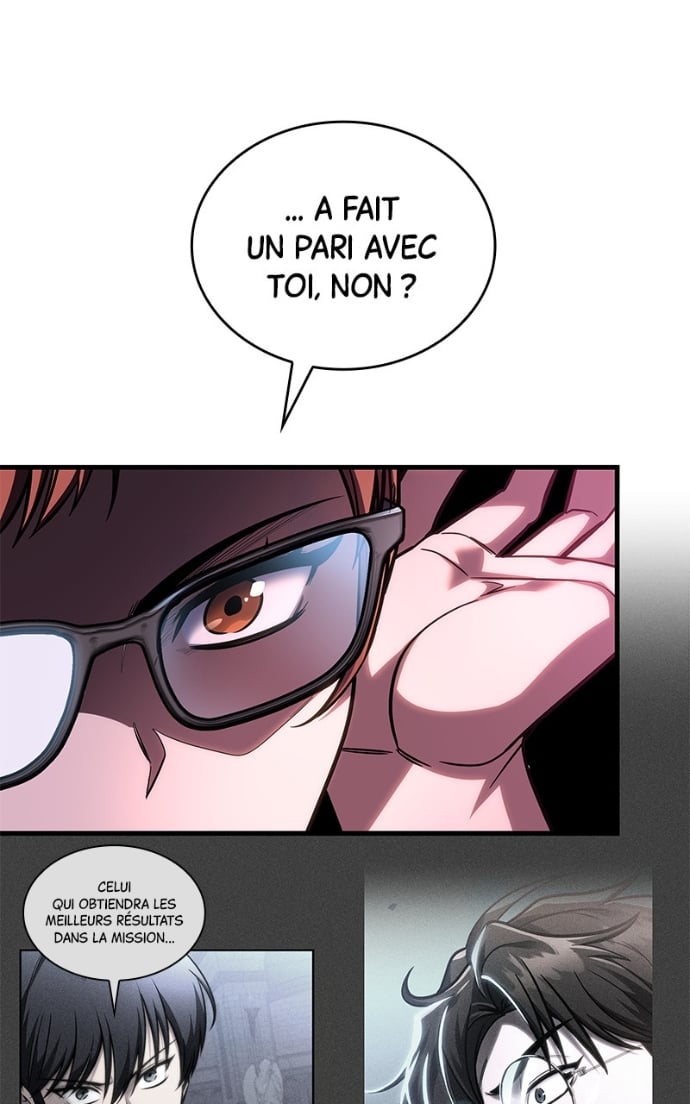 ... A FAIT
UN PARI AVEC
TOI, NON ?
CELUI
QUI OBTIENDRA LES
MEILLEURS RÉSULTATS
DANS LA MISSION...